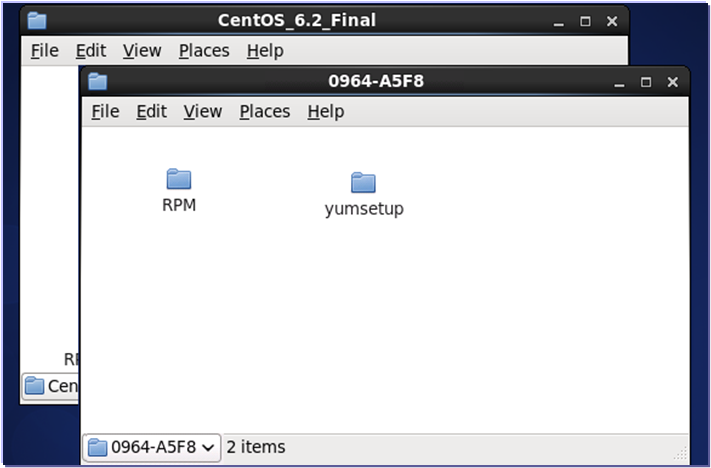 CentOS_6.2_Final
File Edit View Places Help
0964-A5F8
File Edit View Places Help
RPM
yumsetup
0964-A5F8 2 items